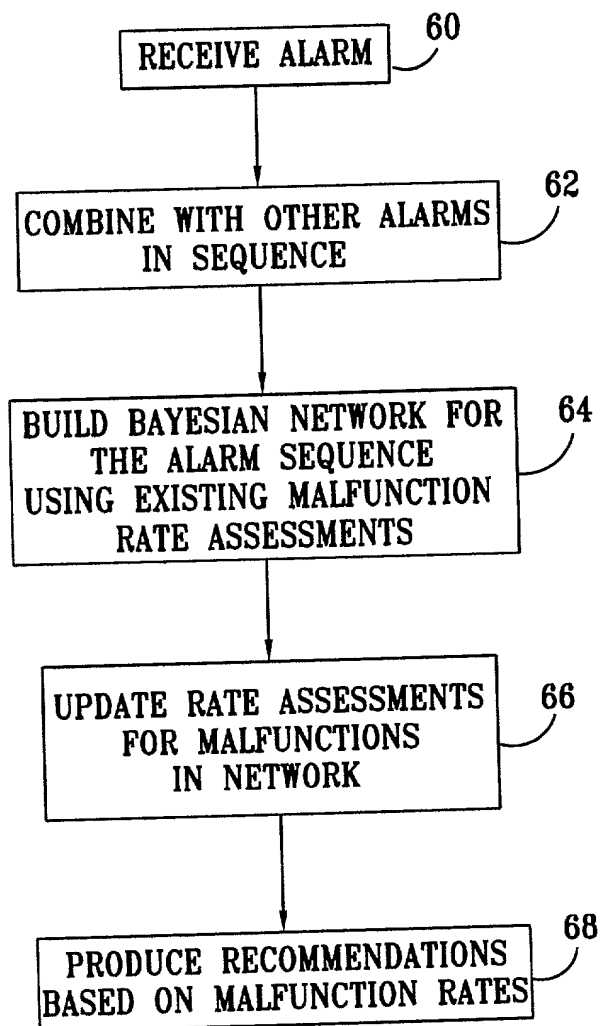 RECEIVE ALARM
60
62
COMBINE WITH OTHER ALARMS
IN SEQUENCE
64
BUILD BAYESIAN NETWORK FOR
THE ALARM SEQUENCE
USING EXISTING MALFUNCTION
RATE ASSESSMENTS
66
UPDATE RATE ASSESSMENTS
FOR MALFUNCTIONS
IN NETWORK
68
PRODUCE RECOMMENDATIONS
BASED ON MALFUNCTION RATES